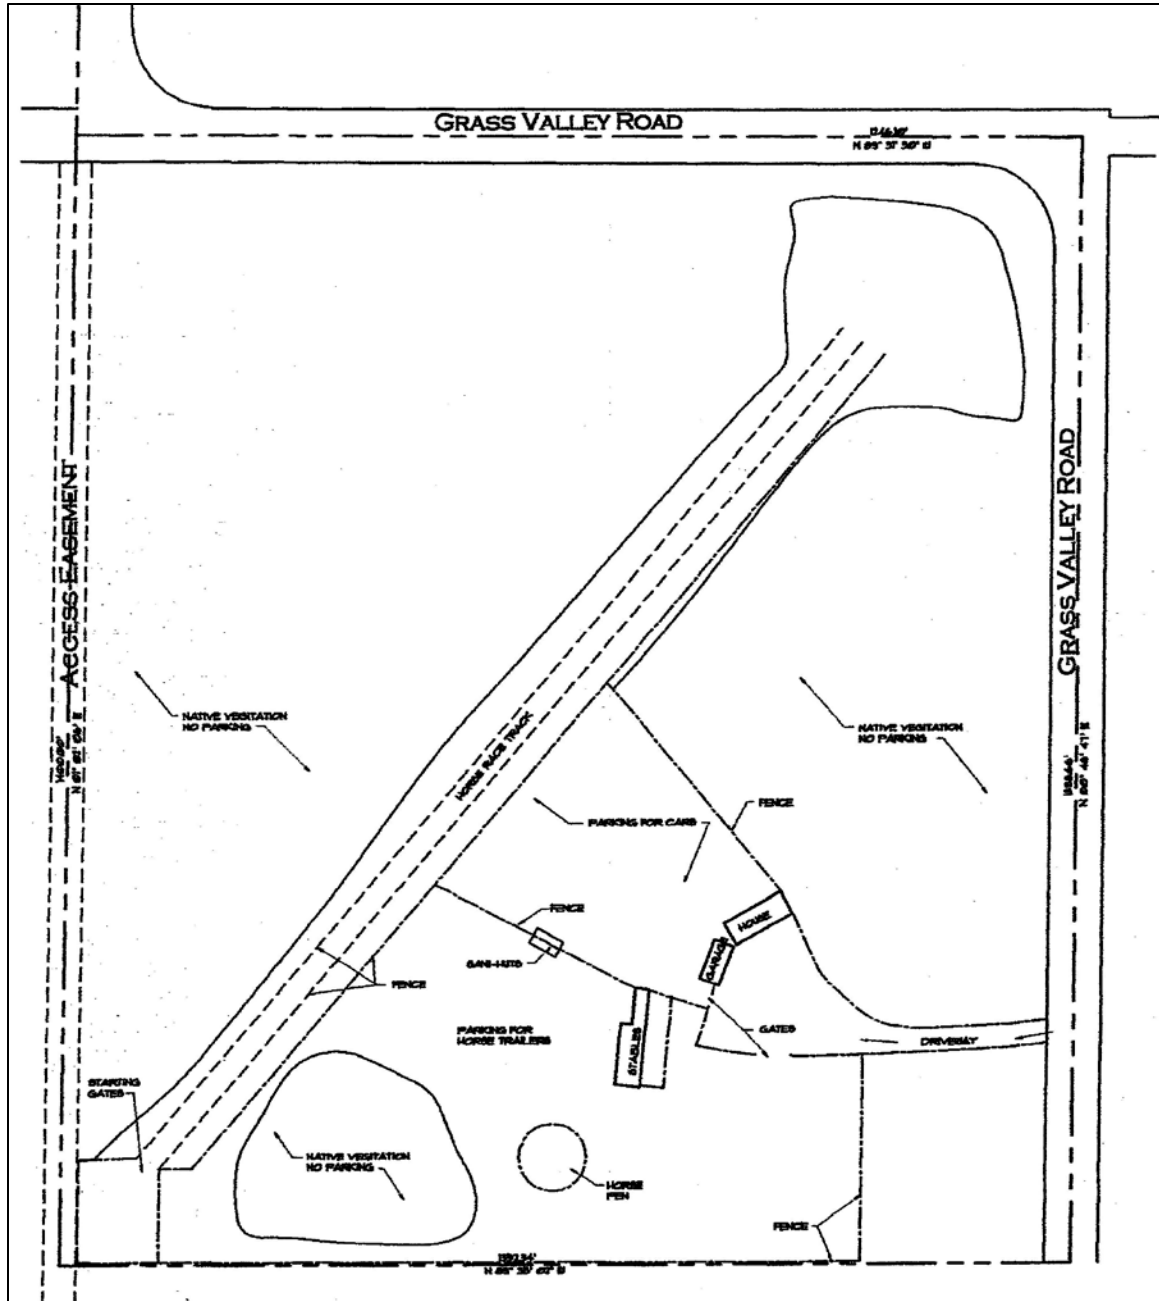 GRASS VALLEY ROAD
ACCESS EASEMENT
GRASS VALLEY ROAD
NATIVE VEGITATION
NO PARKING
HORSE RACE TRACK
NATIVE VEGITATION
NO PARKING
FENCE
PARKING FOR CARS
FENCE
HOUSE
GARAGE
SANI-HUTS
FENCE
PARKING FOR
HORSE TRAILERS
STABLES
GATES
DRIVEWAY
STARTING
GATES
NATIVE VEGITATION
NO PARKING
HORSE
PEN
FENCE